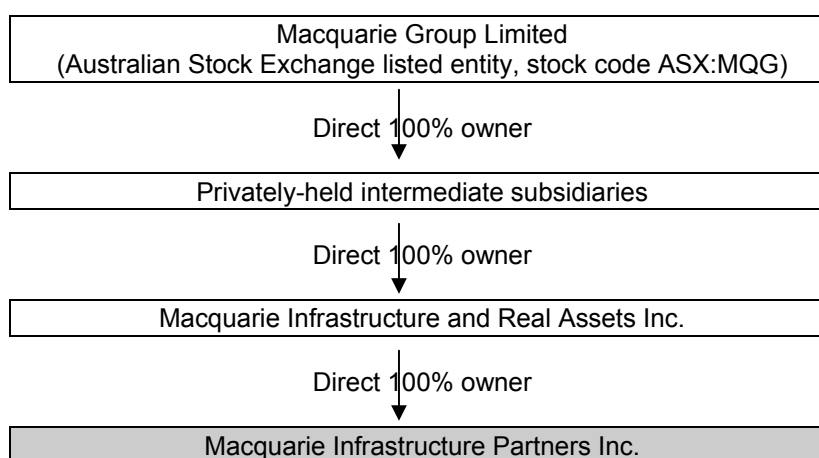 Macquarie Group Limited
(Australian Stock Exchange listed entity, stock code ASX:MQG)
Direct 100% owner
Privately-held intermediate subsidiaries
Direct 100% owner
Macquarie Infrastructure and Real Assets Inc.
Direct 100% owner
Macquarie Infrastructure Partners Inc.